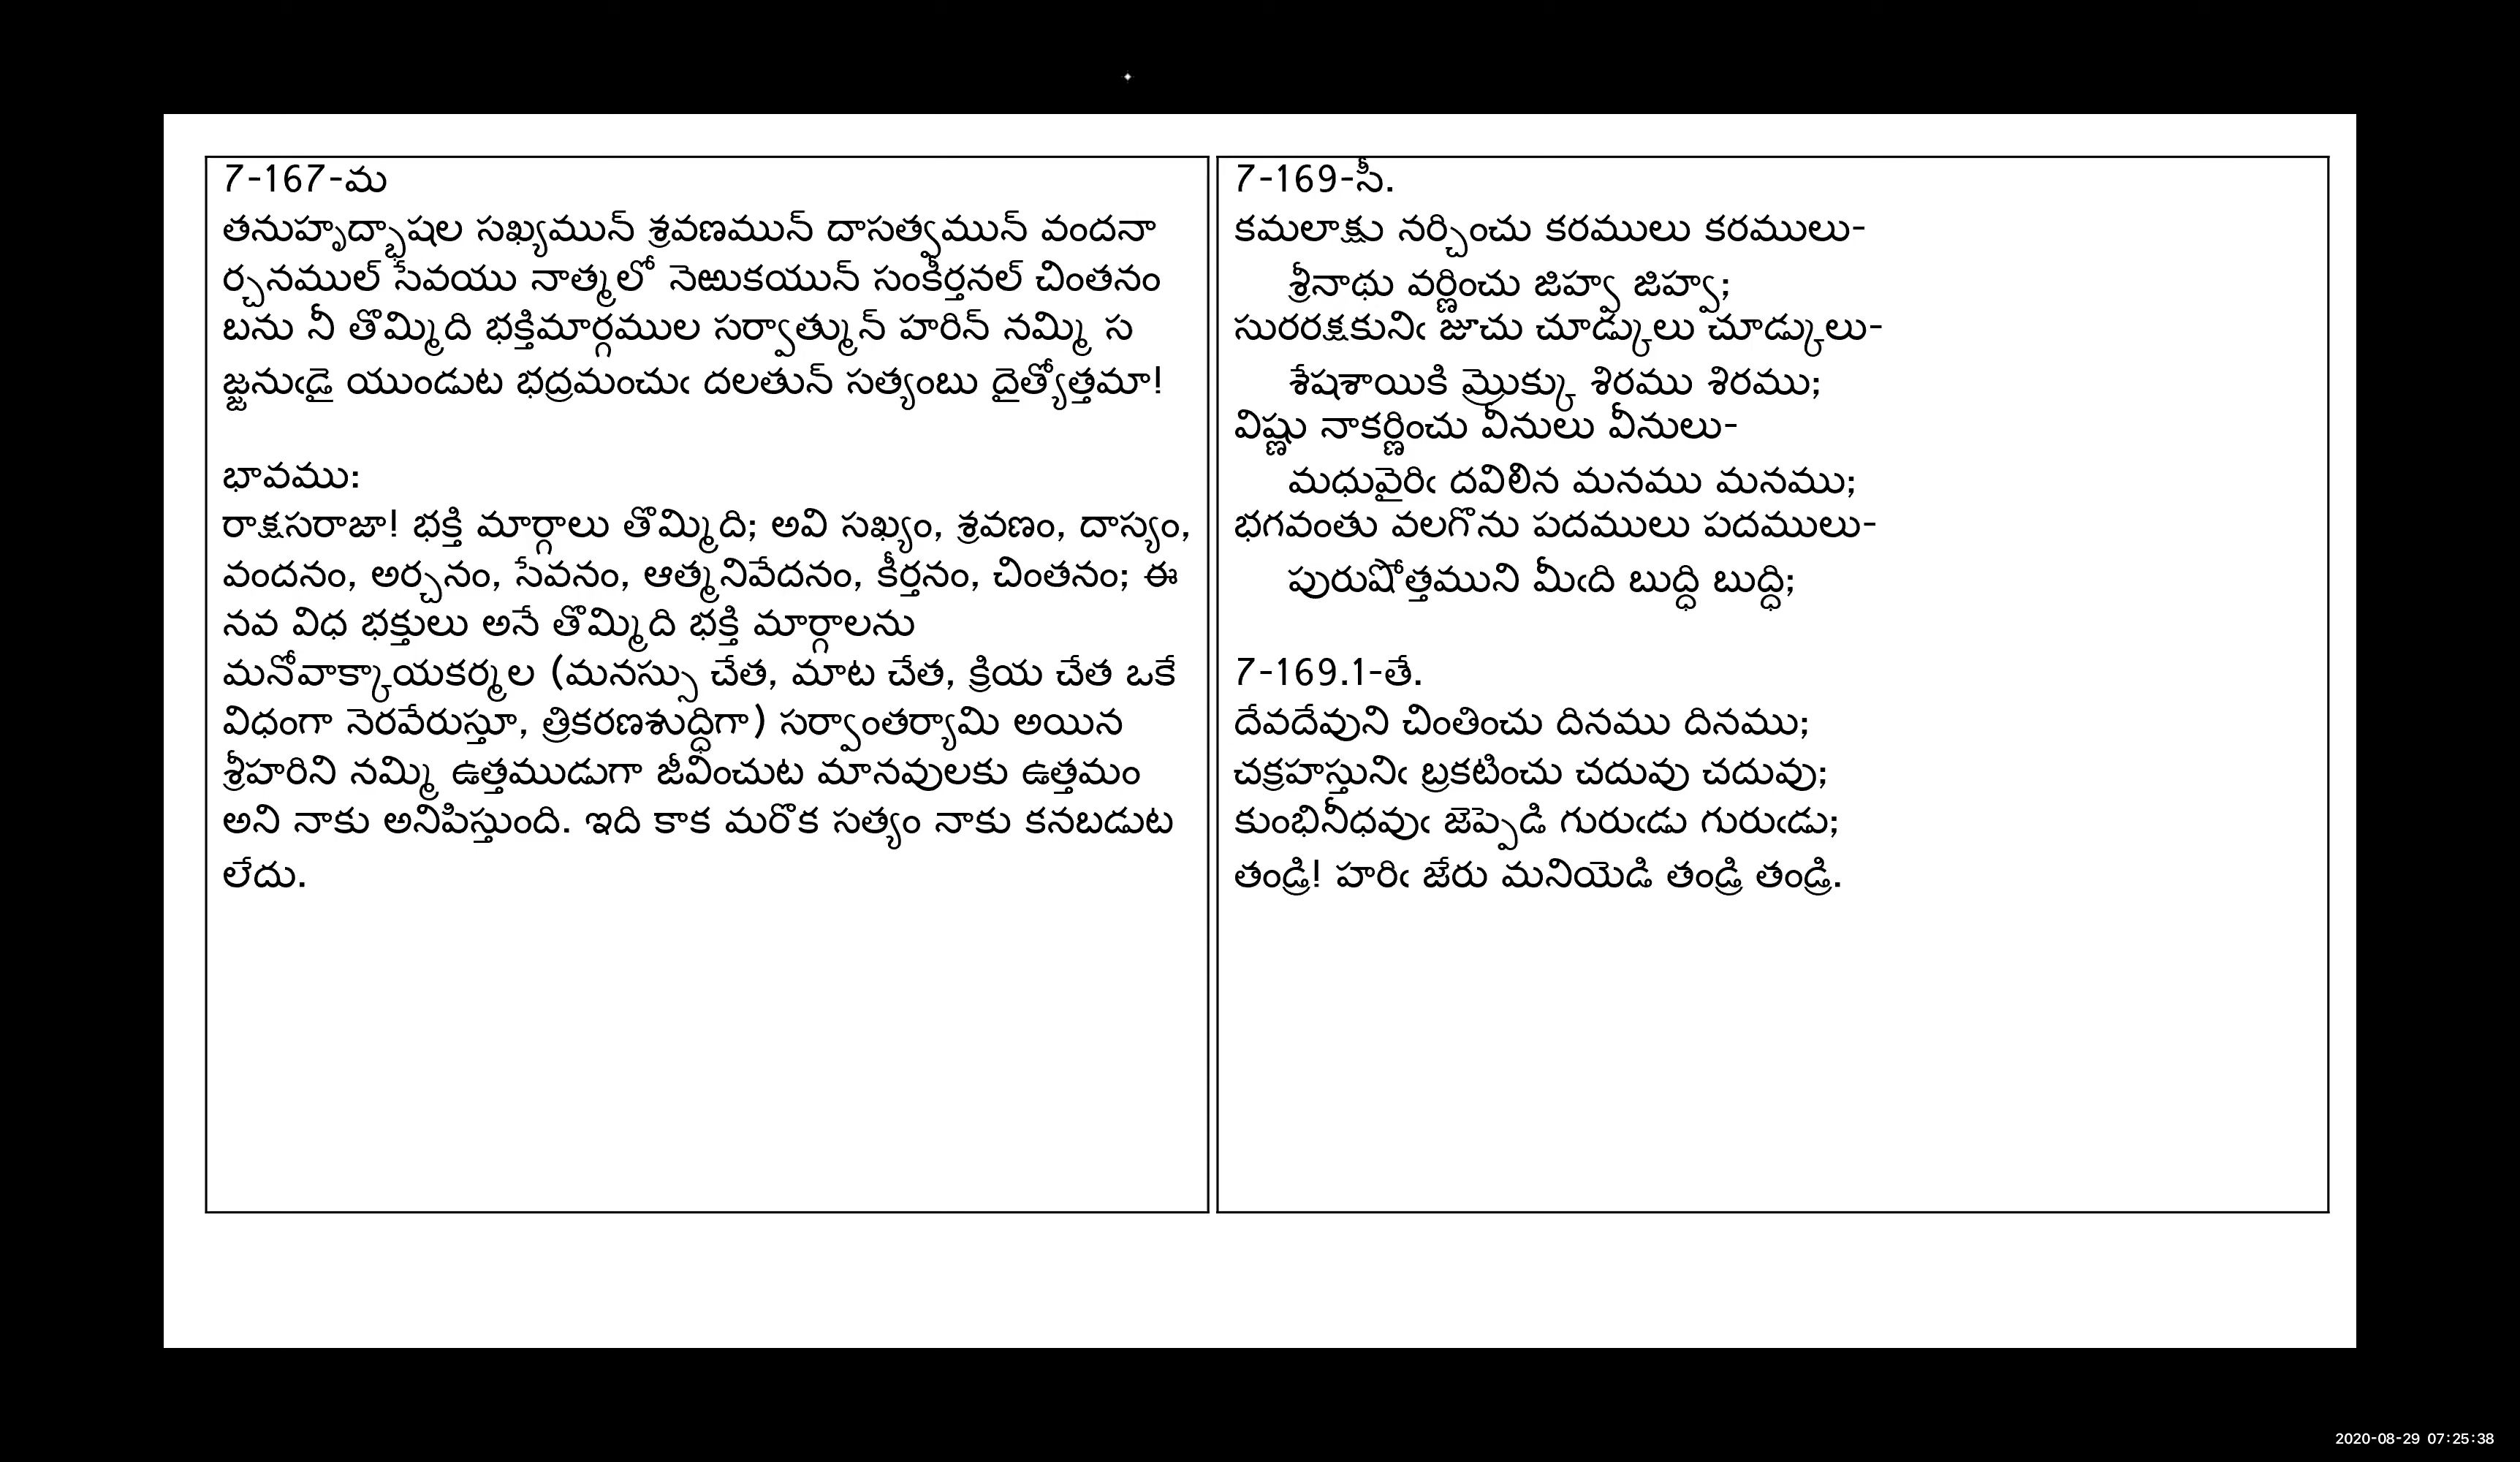 7-167-మ
తనుహృద్భాషల సఖ్యమున్ శ్రవణమున్ దాసత్వమున్ వందనా
ర్చనముల్ సేవయు నాత్మలో నెఱుకయున్ సంకీర్తనల్ చింతనం
బను నీ తొమ్మిది భక్తిమార్గముల సర్వాత్మున్ హరిన్ నమ్మి స
జ్జనుఁడై యుండుట భద్రమంచుఁ దలతున్ సత్యంబు దైత్యోత్తమా!
భావము:
రాక్షసరాజా! భక్తి మార్గాలు తొమ్మిది; అవి సఖ్యం, శ్రవణం, దాస్యం,
వందనం, అర్చనం, సేవనం, ఆత్మనివేదనం, కీర్తనం, చింతనం; ఈ
నవ విధ భక్తులు అనే తొమ్మిది భక్తి మార్గాలను
మనోవాక్కాయకర్మల (మనస్సు చేత, మాట చేత, క్రియ చేత ఒకే
విధంగా నెరవేరుస్తూ, త్రికరణశుద్ధిగా) సర్వాంతర్యామి అయిన
శ్రీహరిని నమ్మి ఉత్తముడుగా జీవించుట మానవులకు ఉత్తమం
అని నాకు అనిపిస్తుంది. ఇది కాక మరొక సత్యం నాకు కనబడుట
లేదు.
7-169-సీ.
కమలాక్షు నర్చించు కరములు కరములు-
శ్రీనాథు వర్ణించు జిహ్వ జిహ్వ;
సురరక్షకునిఁ జూచు చూడ్కులు చూడ్కులు-
శేషశాయికి మ్రొక్కు శిరము శిరము;
విష్ణు నాకర్ణించు వీనులు వీనులు-
మధువైరిఁ దవిలిన మనము మనము;
భగవంతు వలగొను పదములు పదములు-
పురుషోత్తముని మీఁది బుద్ధి బుద్ధి;
7-169.1-తే.
దేవదేవుని చింతించు దినము దినము;
చక్రహస్తునిఁ బ్రకటించు చదువు చదువు;
కుంభినీధవుఁ జెప్పెడి గురుఁడు గురుఁడు;
తండ్రి! హరిఁ జేరు మనియెడి తండ్రి తండ్రి.
2020-08-29 07:25:38